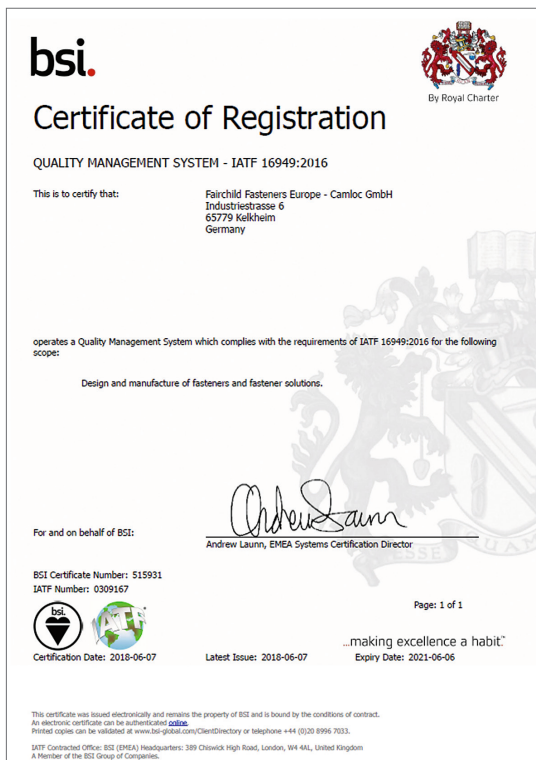 bsi.
By Royal Charter
Certificate of Registration
QUALITY MANAGEMENT SYSTEM - IATF 16949:2016
This is to certify that:
Fairchild Fasteners Europe - Camloc GmbH
Industriestrasse 6
65779 Kelkheim
Germany
operates a Quality Management System which complies with the requirements of IATF 16949:2016 for the following
scope:
Design and manufacture of fasteners and fastener solutions.
For and on behalf of BSI:
Andrew Launn, EMEA Systems Certification Director
BSI Certificate Number: 515931
IATF Number: 0309167
Page: 1 of 1
bsi.
IATF
...making excellence a habit.™
Certification Date: 2018-06-07
Latest Issue: 2018-06-07
Expiry Date: 2021-06-06
This certificate was issued electronically and remains the property of BSI and is bound by the conditions of contract.
An electronic certificate can be authenticated online.
Printed copies can be validated at www.bsi-global.com/ClientDirectory or telephone +44 (0)20 8996 7033.
IATF Contracted Office: BSI (EMEA) Headquarters: 389 Chiswick High Road, London, W4 4AL, United Kingdom
A Member of the BSI Group of Companies.